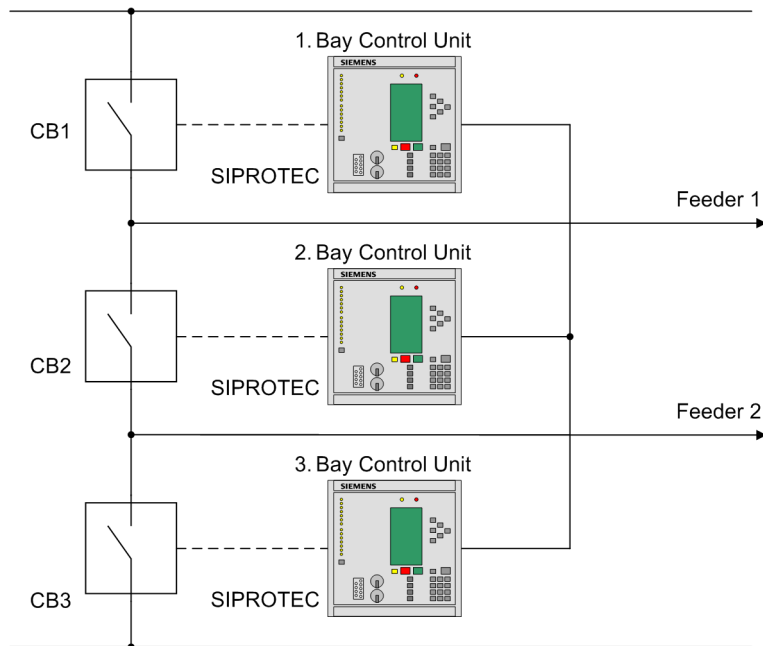 1. Bay Control Unit
SIEMENS
CB1
SIPROTEC
Feeder 1
2. Bay Control Unit
SIEMENS
CB2
SIPROTEC
Feeder 2
3. Bay Control Unit
SIEMENS
CB3
SIPROTEC